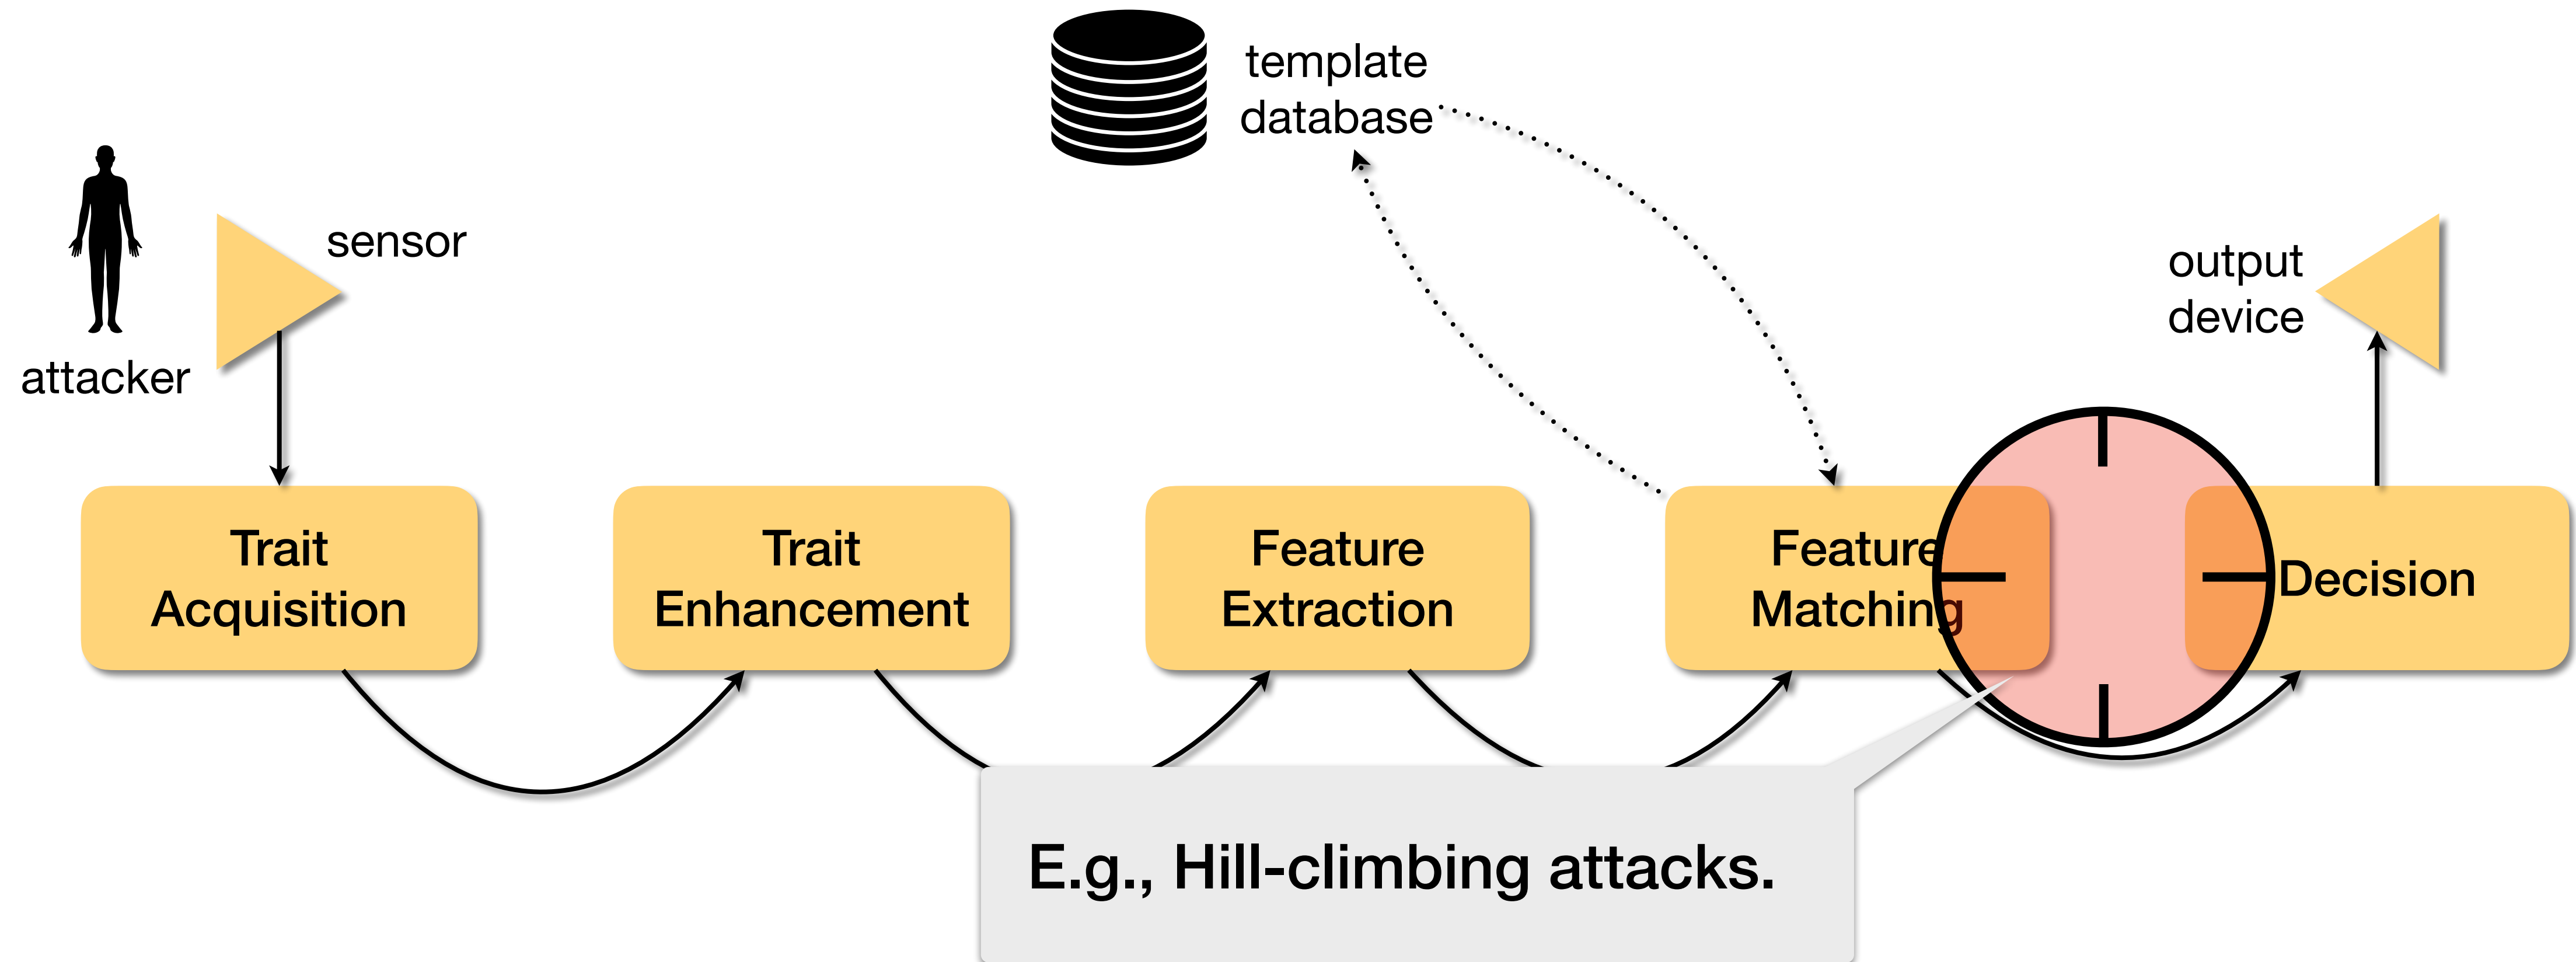 template
database
sensor
attacker
output
device
Trait
Acquisition
Trait
Enhancement
Feature
Extraction
Feature
Matching
Decision
E.g., Hill-climbing attacks.